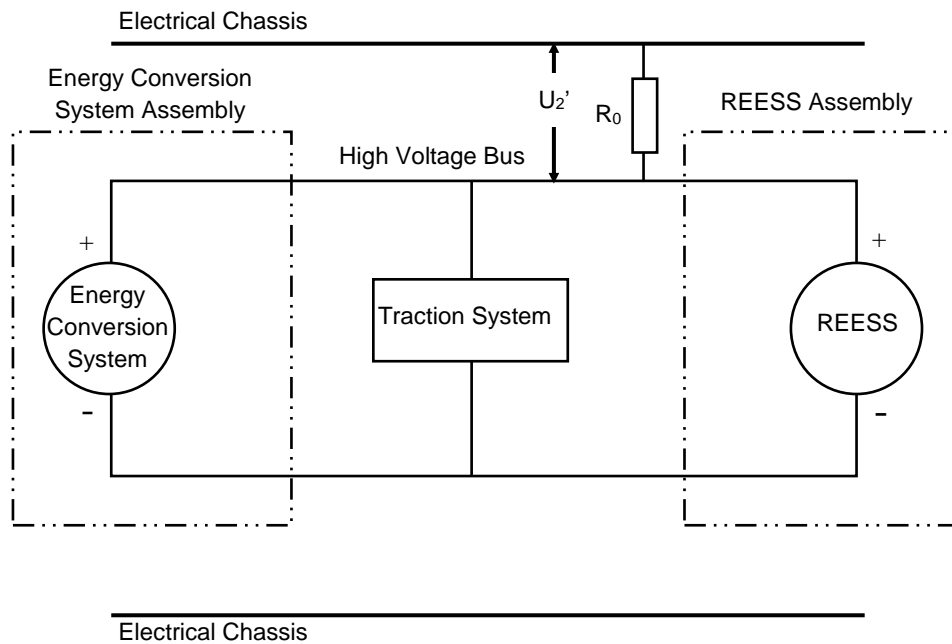 Electrical Chassis
Energy Conversion
System Assembly
U2’
R0
REESS Assembly
High Voltage Bus
+
+
Energy
Conversion
System
Traction System
REESS
-
-
Electrical Chassis